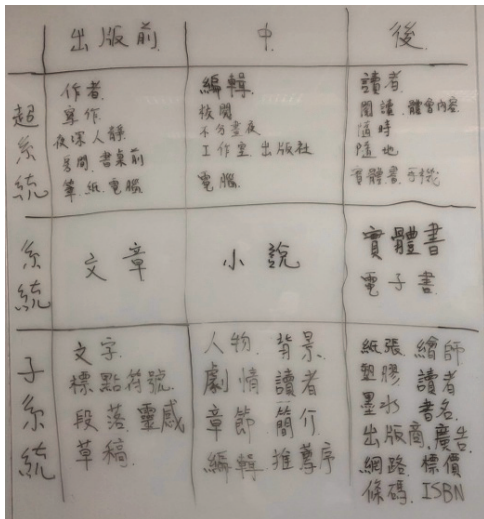 出版前 中 後
超系統
作者
寫作
夜深人靜
房間 書桌前
筆、紙、電腦
編輯
校閱
不分晝夜
工作室 出版社
電腦
讀者
閱讀、體會內容
隨時
隨地
實體書、手機
系統
文章
小說
實體書
電子書
子系統
文字
標點符號
段落、靈感
草稿
人物、背景
劇情 讀者
章節 簡介
編輯 推薦序
紙張 繪師
塑膠 讀者
墨水 書名
出版商、廣告
網路、標價
條碼、ISBN